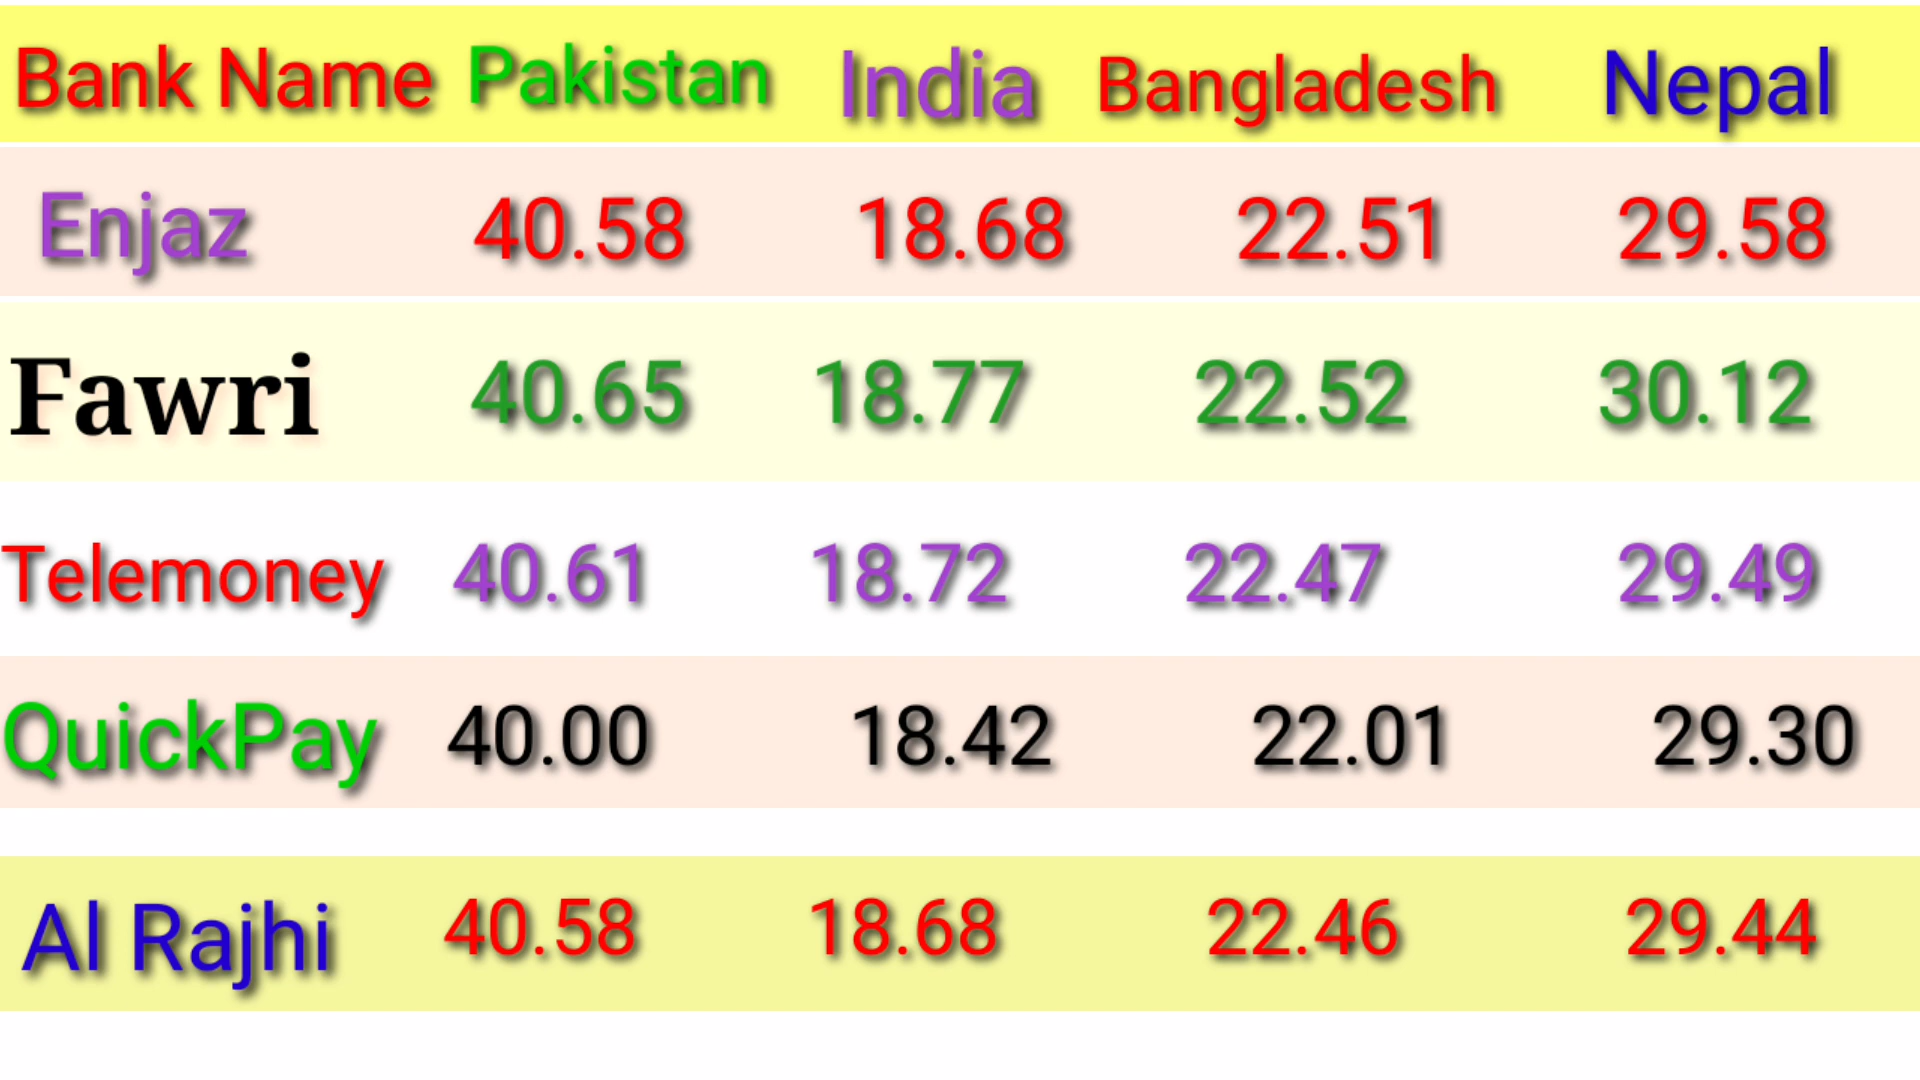 Bank Name Pakistan India Bangladesh Nepal
Enjaz 40.58 18.68 22.51 29.58
Fawri 40.65 18.77 22.52 30.12
Telemoney 40.61 18.72 22.47 29.49
QuickPay 40.00 18.42 22.01 29.30
Al Rajhi 40.58 18.68 22.46 29.44